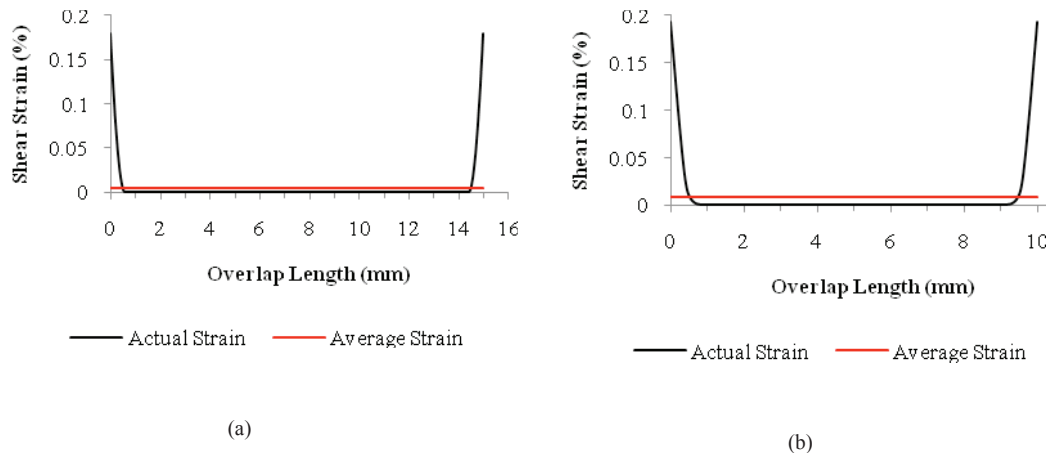 0.2
0.15
0.1
0.05
0
Shear Strain (%)
0 2 4 6 8 10 12 14 16
Overlap Length (mm)
Actual Strain Average Strain
(a)
0.2
0.15
0.1
0.05
0
Shear Strain (%)
0 2 4 6 8 10
Overlap Length (mm)
Actual Strain Average Strain
(b)